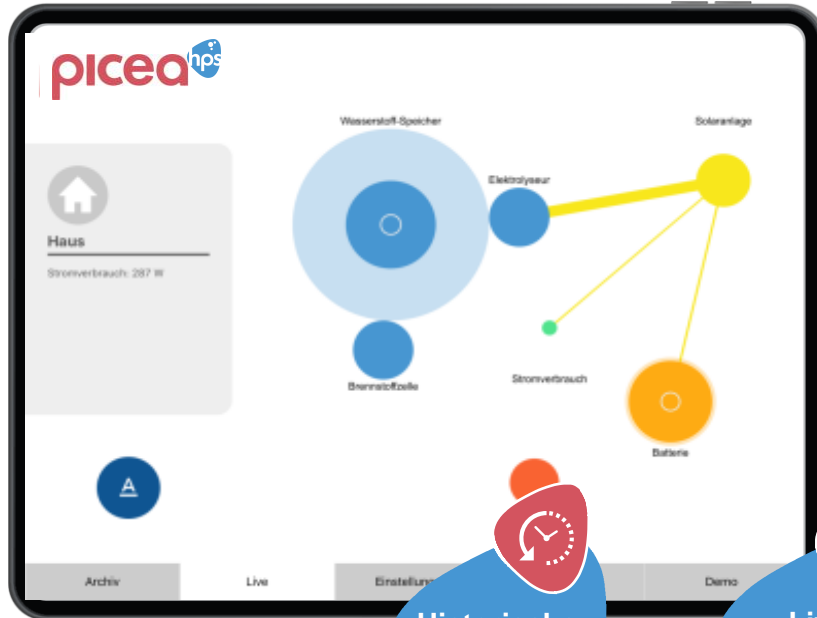 picea
hps
Wasserstoff-Speicher
Solaranlage
Elektrolyseur
Haus
Stromverbrauch: 287 W
Brennstoffzelle
Stromverbrauch
Batterie
A
Archiv
Live
Demo